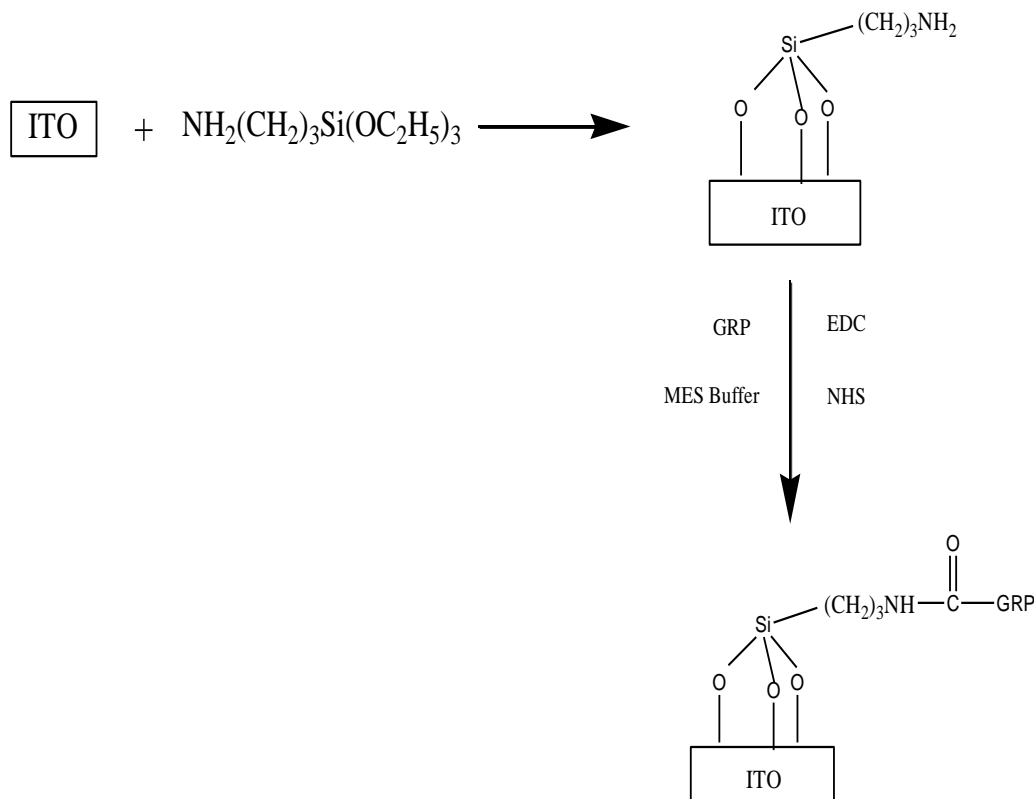 (CH₂)₃NH₂
Si
O O O
ITO + NH₂(CH₂)₃Si(OC₂H₅)₃
ITO
GRP EDC
MES Buffer NHS
O
(CH₂)₃NH C GRP
Si
O O O
ITO